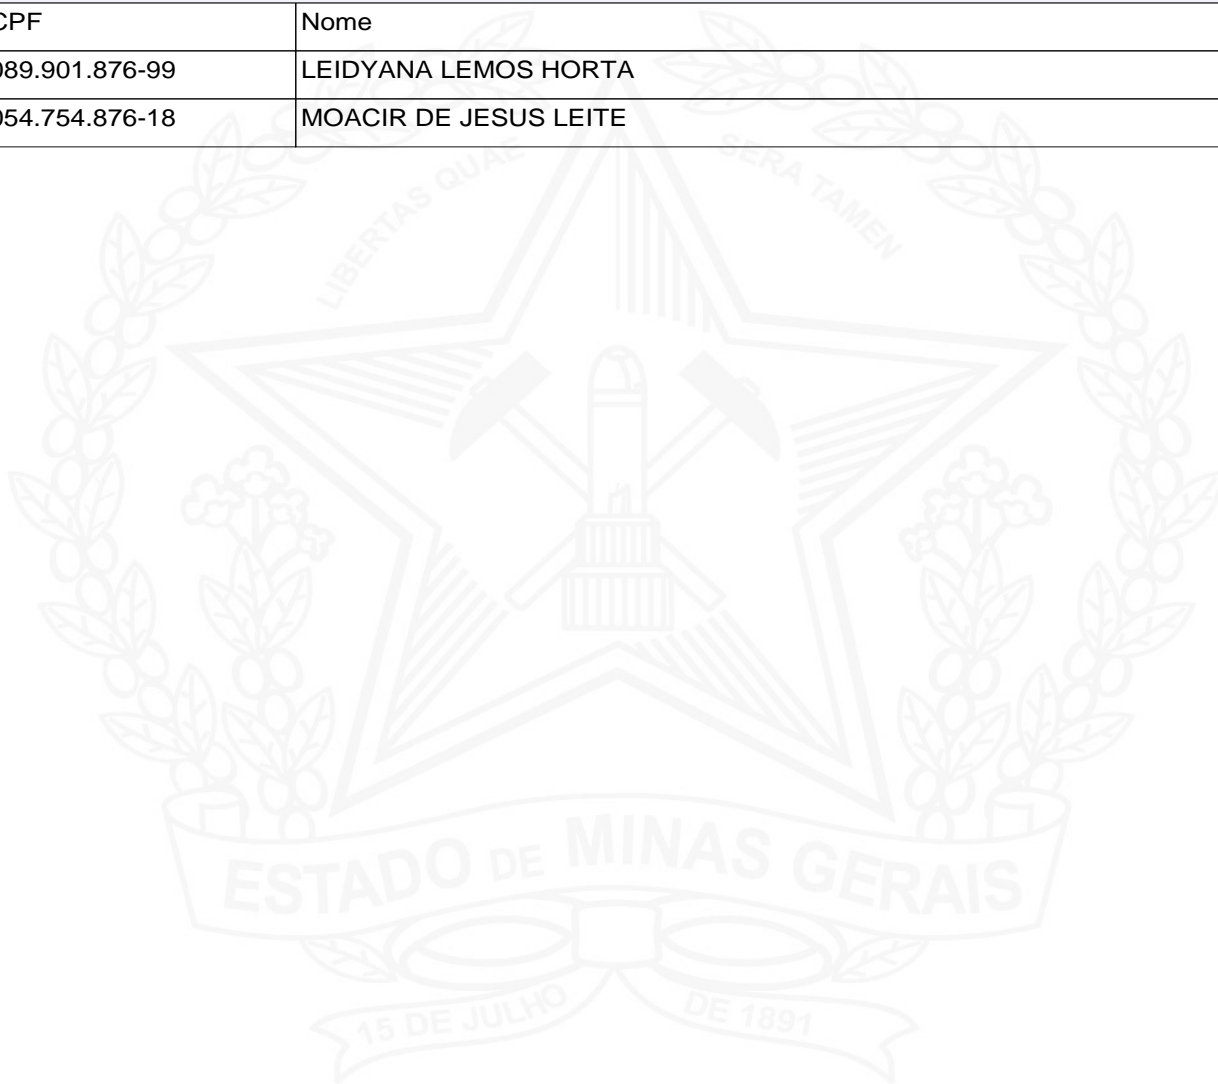 CPF Nome
089.901.876-99 LEIDYANA LEMOS HORTA
054.754.876-18 MOACIR DE JESUS LEITE
LIBERTAS QUAE SERA TAMEN
ESTADO DE MINAS GERAIS
15 DE JULHO DE 1891